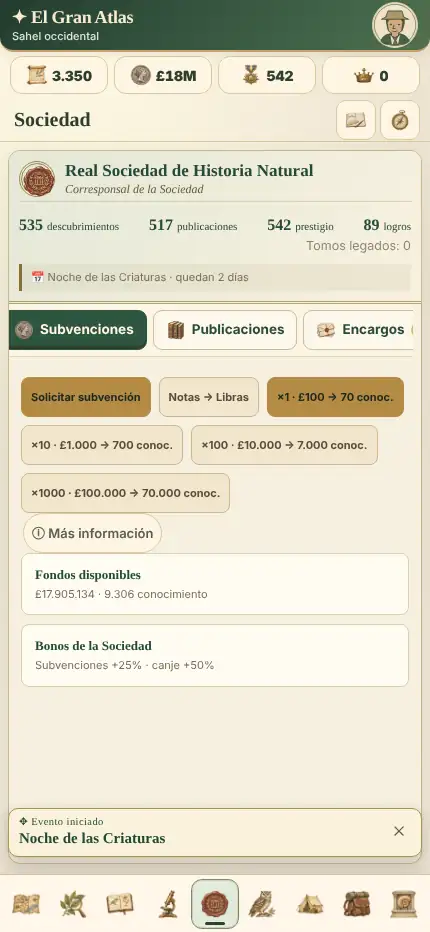 ✦ El Gran Atlas
Sahel occidental
3.350
£18M
542
0
Sociedad
Real Sociedad de Historia Natural
Corresponsal de la Sociedad
535 descubrimientos 517 publicaciones 542 prestigio 89 logros
Tomos legados: 0
📅 Noche de las Criaturas · quedan 2 días
Subvenciones
Publicaciones
Encargos
Solicitar subvención
Notas → Libras
×1 · £100 → 70 conoc.
×10 · £1.000 → 700 conoc.
×100 · £10.000 → 7.000 conoc.
×1000 · £100.000 → 70.000 conoc.
ⓘ Más información
Fondos disponibles
£17.905.134 · 9.306 conocimiento
Bonos de la Sociedad
Subvenciones +25% · canje +50%
✥ Evento iniciado
Noche de las Criaturas